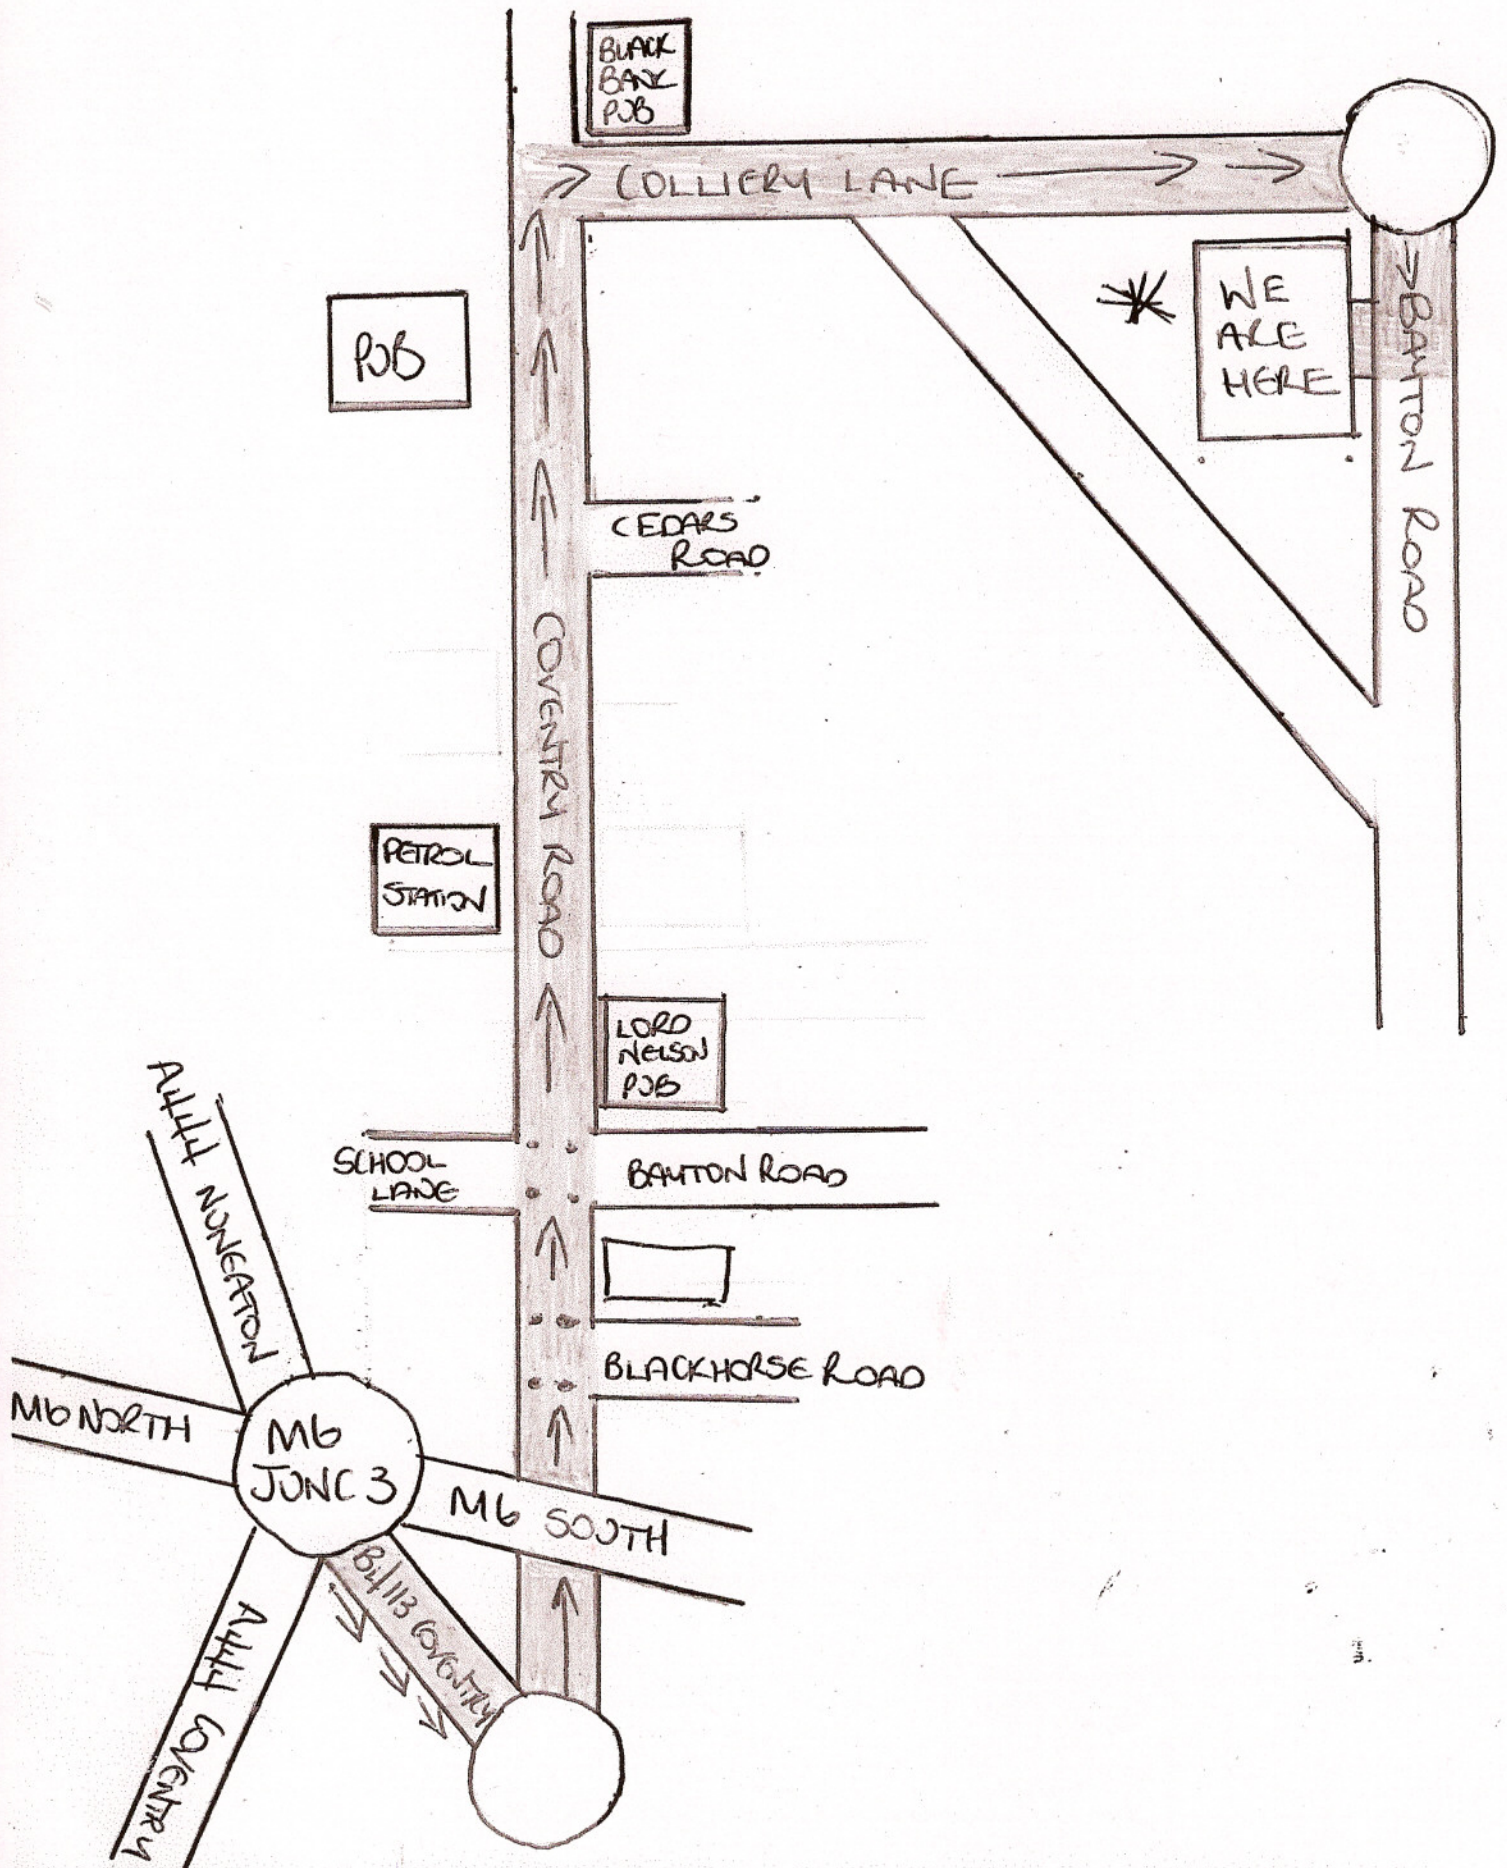 BLACK
BANK
PUB
COLLIERY LANE
WE
ARE
HERE
BAYTON ROAD
PUB
CEDARS
ROAD
COVENTRY ROAD
PETROL
STATION
LORD
NELSON
PUB
SCHOOL
LANE
BAYTON ROAD
BLACKHORSE ROAD
A444 NUNEATON
M6 NORTH
M6
JUNC 3
M6 SOUTH
B4113 COVENTRY
A444 COVENTRY